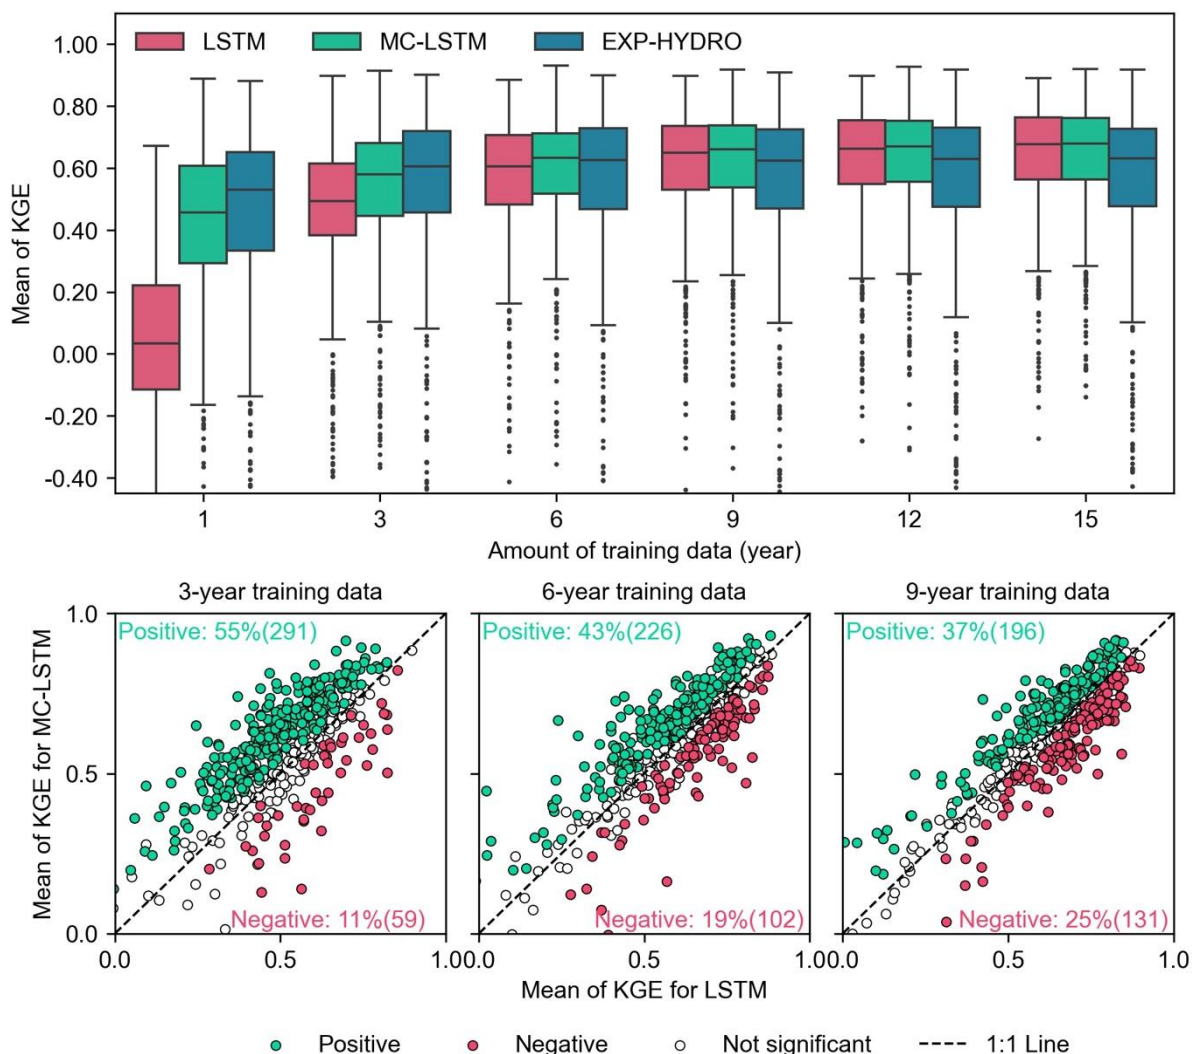 LSTM MC-LSTM EXP-HYDRO
1.00
0.80
0.60
0.40
0.20
0.00
-0.20
-0.40
Mean of KGE
1 3 6 9 12 15
Amount of training data (year)
3-year training data 6-year training data 9-year training data
1.0
0.5
0.0
Mean of KGE for MC-LSTM
Positive: 55%(291) Positive: 43%(226) Positive: 37%(196)
Negative: 11%(59) Negative: 19%(102) Negative: 25%(131)
0.0 0.5 1.0 0.0 0.5 1.0 0.0 0.5 1.0
Mean of KGE for LSTM
Positive Negative Not significant 1:1 Line